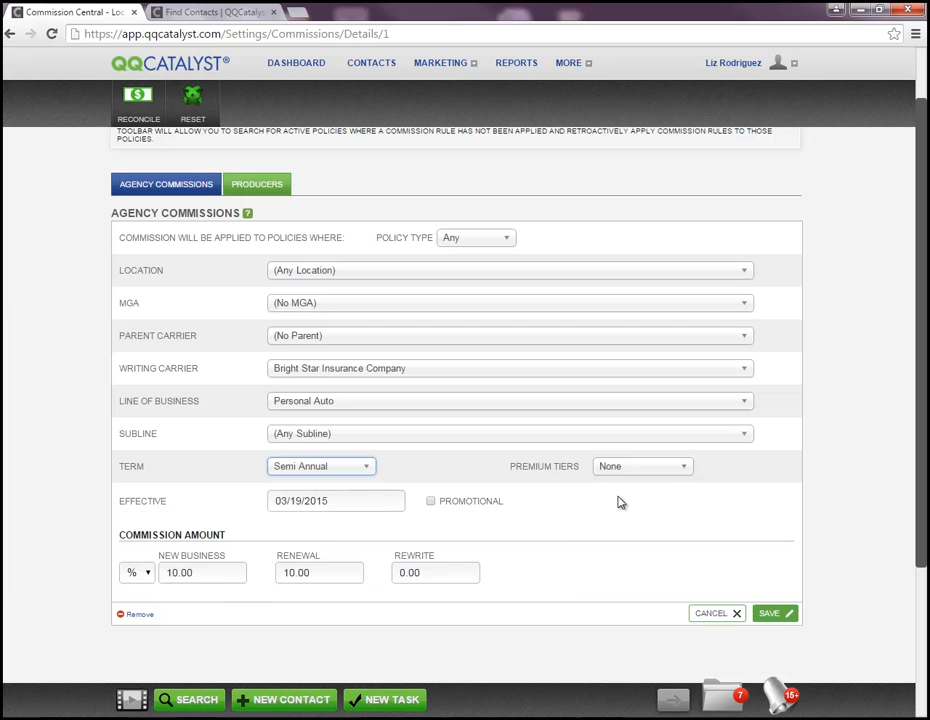 Commission Central - Loc
Find Contacts | QQCatalyst
https://app.qqcatalyst.com/Settings/Commissions/Details/1
QQCATALYST®
DASHBOARD
CONTACTS
MARKETING
REPORTS
MORE
Liz Rodriguez
RECONCILE
RESET
TOOLBAR WILL ALLOW YOU TO SEARCH FOR ACTIVE POLICIES WHERE A COMMISSION RULE HAS NOT BEEN APPLIED AND RETROACTIVELY APPLY COMMISSION RULES TO THOSE
POLICIES.
AGENCY COMMISSIONS
PRODUCERS
AGENCY COMMISSIONS ?
COMMISSION WILL BE APPLIED TO POLICIES WHERE: POLICY TYPE Any
LOCATION (Any Location)
MGA (No MGA)
PARENT CARRIER (No Parent)
WRITING CARRIER Bright Star Insurance Company
LINE OF BUSINESS Personal Auto
SUBLINE (Any Subline)
TERM Semi Annual PREMIUM TIERS None
EFFECTIVE 03/19/2015 PROMOTIONAL
COMMISSION AMOUNT
NEW BUSINESS RENEWAL REWRITE
% 10.00 10.00 0.00
Remove
CANCEL
SAVE
SEARCH
NEW CONTACT
NEW TASK
7
15+